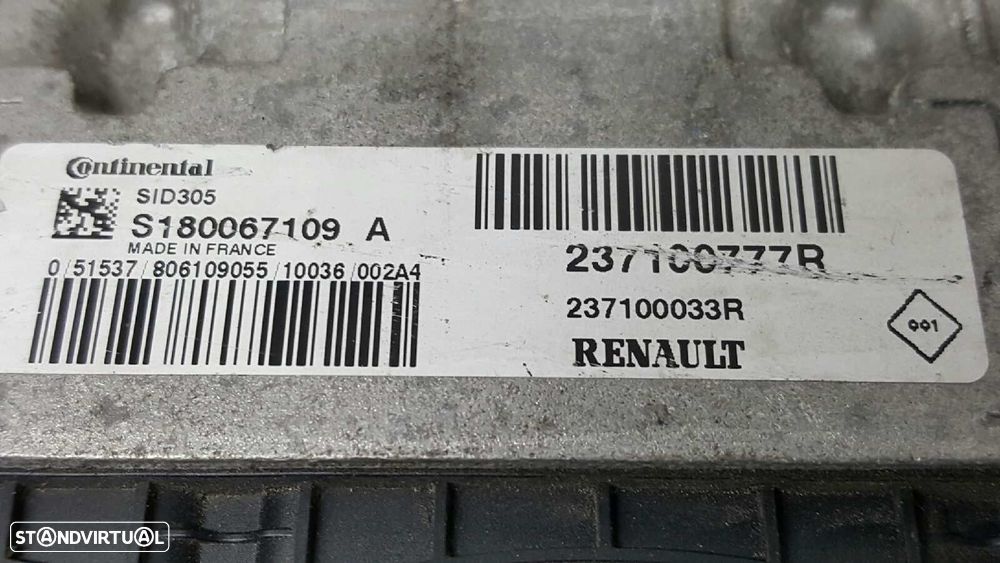 Continental
SID305
S180067109 A
MADE IN FRANCE
0/51537/806109055/10036/002A4
237100777R
237100033R
RENAULT
001
STANDVIRTUAL